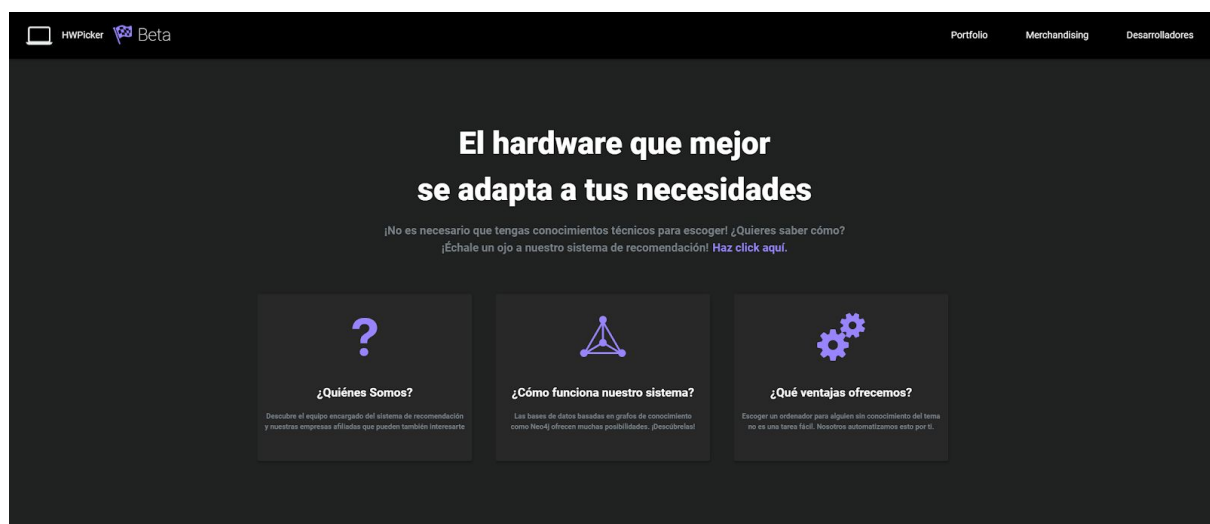 HWPicker Beta
Portfolio Merchandising Desarrolladores
El hardware que mejor
se adapta a tus necesidades
¡No es necesario que tengas conocimientos técnicos para escoger! ¿Quieres saber cómo?
¡Échale un ojo a nuestro sistema de recomendación! Haz click aquí.
?
¿Quiénes Somos?
Descubre el equipo encargado del sistema de recomendación
y nuestras empresas afiliadas que pueden también interesarte
¿Cómo funciona nuestro sistema?
Las bases de datos basadas en grafos de conocimiento
como Neo4j ofrecen muchas posibilidades. ¡Descúbrelas!
¿Qué ventajas ofrecemos?
Escoger un ordenador para alguien sin conocimiento del tema
no es una tarea fácil. Nosotros automatizamos esto por ti.